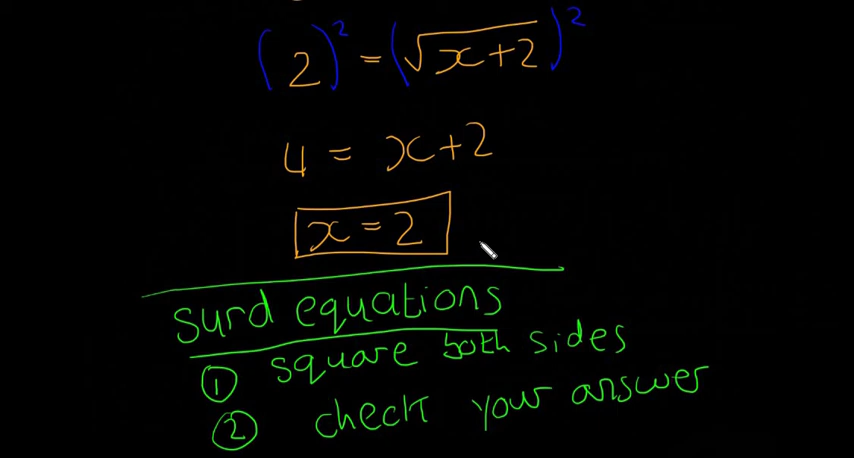 (2)² = (√x+2)²
4 = x+2
x = 2
surd equations
① square both sides
② check your answer